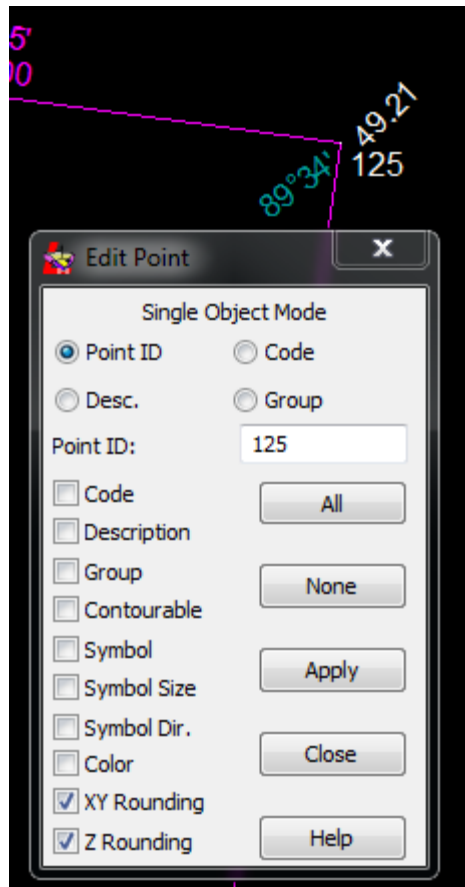 5'
00
49.21
125
89°34'
Edit Point
Single Object Mode
Point ID
Code
Desc.
Group
Point ID:
125
Code
All
Description
Group
None
Contourable
Symbol
Apply
Symbol Size
Symbol Dir.
Close
Color
XY Rounding
Z Rounding
Help